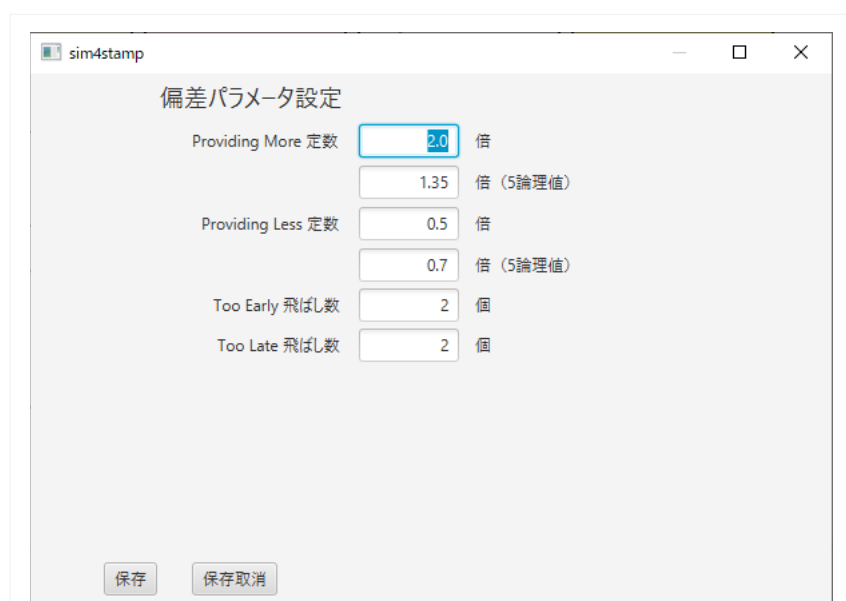 sim4stamp
偏差パラメータ設定
Providing More 定数 2.0 倍
1.35 倍（5論理値）
Providing Less 定数 0.5 倍
0.7 倍（5論理値）
Too Early 飛ばし数 2 個
Too Late 飛ばし数 2 個
保存 保存取消